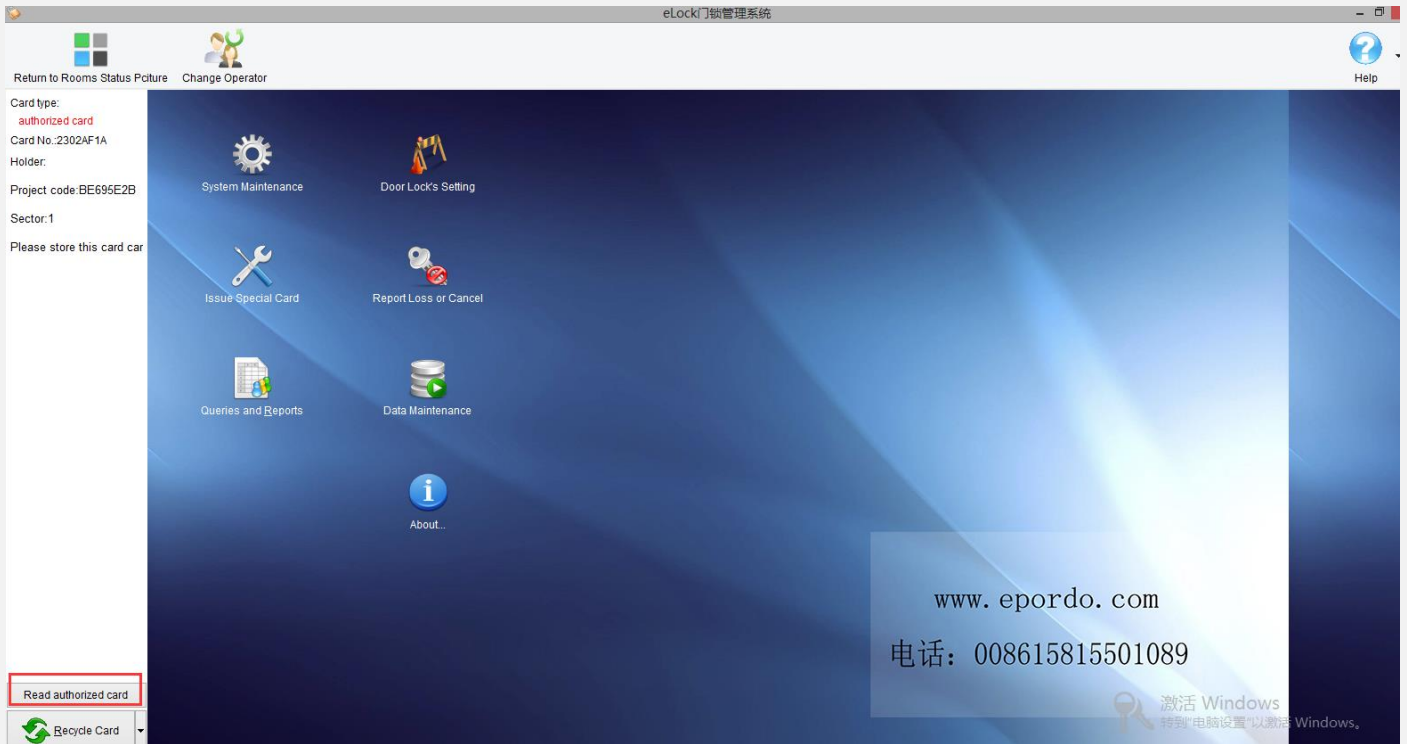 eLock门锁管理系统
Return to Rooms Status Pciture
Change Operator
Help
Card type:
authorized card
Card No.:2302AF1A
Holder:
Project code:BE695E2B
Sector:1
Please store this card car
System Maintenance
Door Lock's Setting
Issue Special Card
Report Loss or Cancel
Queries and Reports
Data Maintenance
About...
www.epordo.com
电话：008615815501089
Read authorized card
Recycle Card
激活 Windows
转到"电脑设置"以激活 Windows。